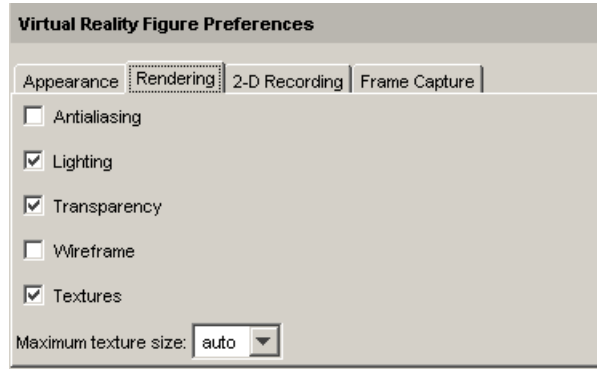 Virtual Reality Figure Preferences
Appearance Rendering 2-D Recording Frame Capture
Antialiasing
Lighting
Transparency
Wireframe
Textures
Maximum texture size: auto